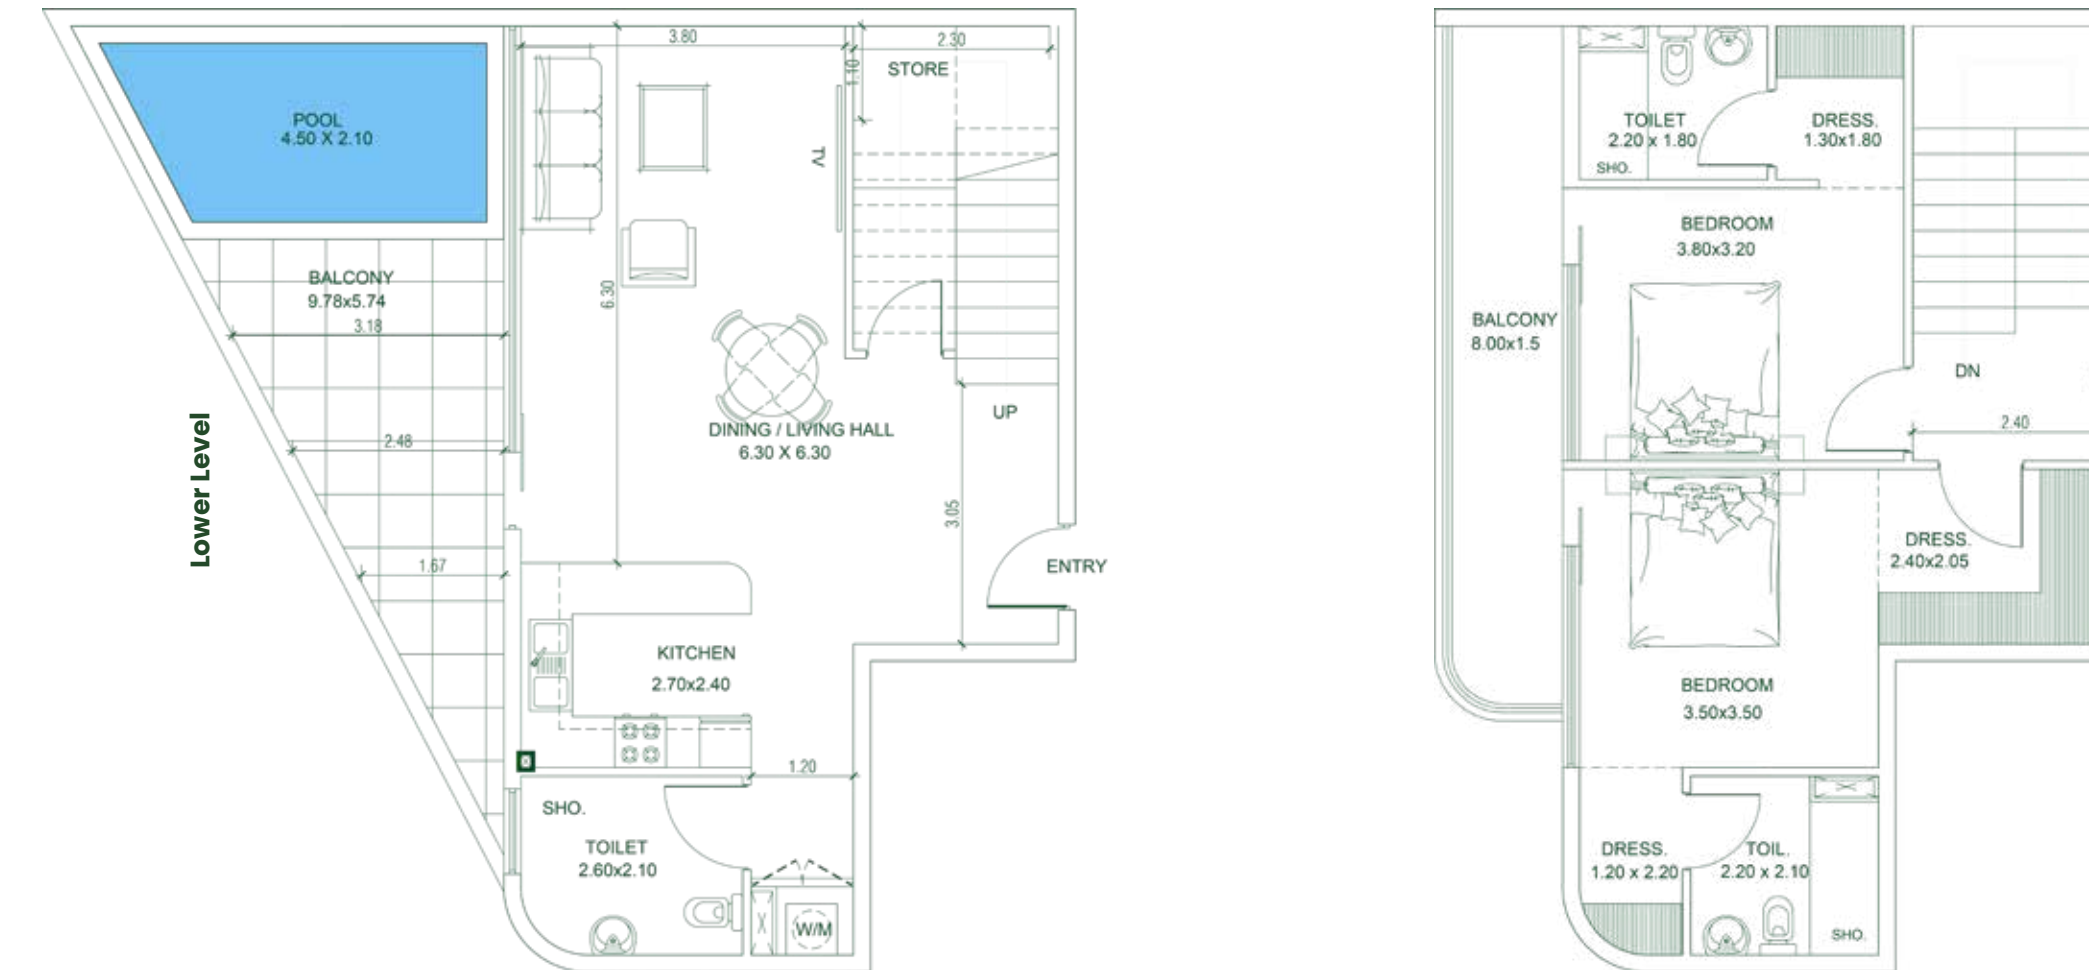 3.80
2.30
1.10
STORE
POOL
4.50 X 2.10
TV
BALCONY
9.78x5.74
3.18
6.30
UP
DINING / LIVING HALL
6.30 X 6.30
2.48
Lower Level
3.05
1.67
ENTRY
KITCHEN
2.70x2.40
1.20
SHO.
TOILET
2.60x2.10
W/M
TOILET
2.20 x 1.80
SHO.
DRESS.
1.30x1.80
BEDROOM
3.80x3.20
BALCONY
8.00x1.5
DN
2.40
DRESS.
2.40x2.05
BEDROOM
3.50x3.50
DRESS.
1.20 x 2.20
TOIL.
2.20 x 2.10
SHO.